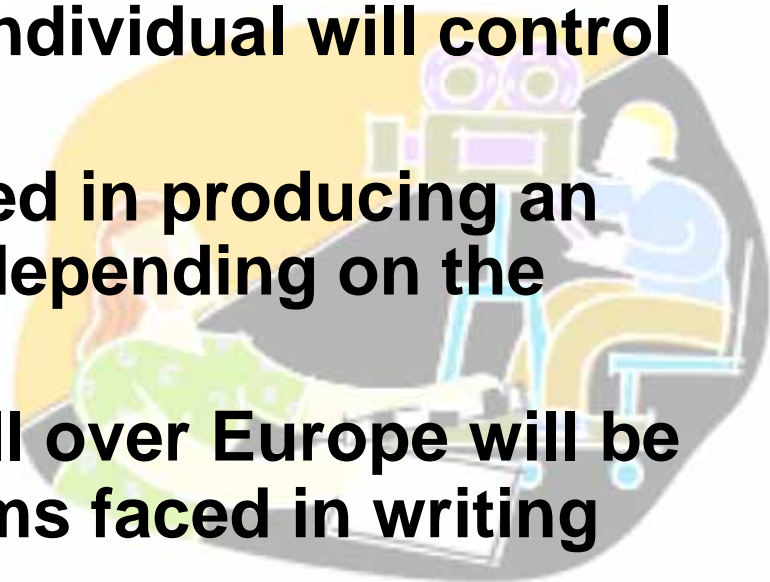 ndividual will control
ed in producing an
depending on the
ll over Europe will be
ms faced in writing